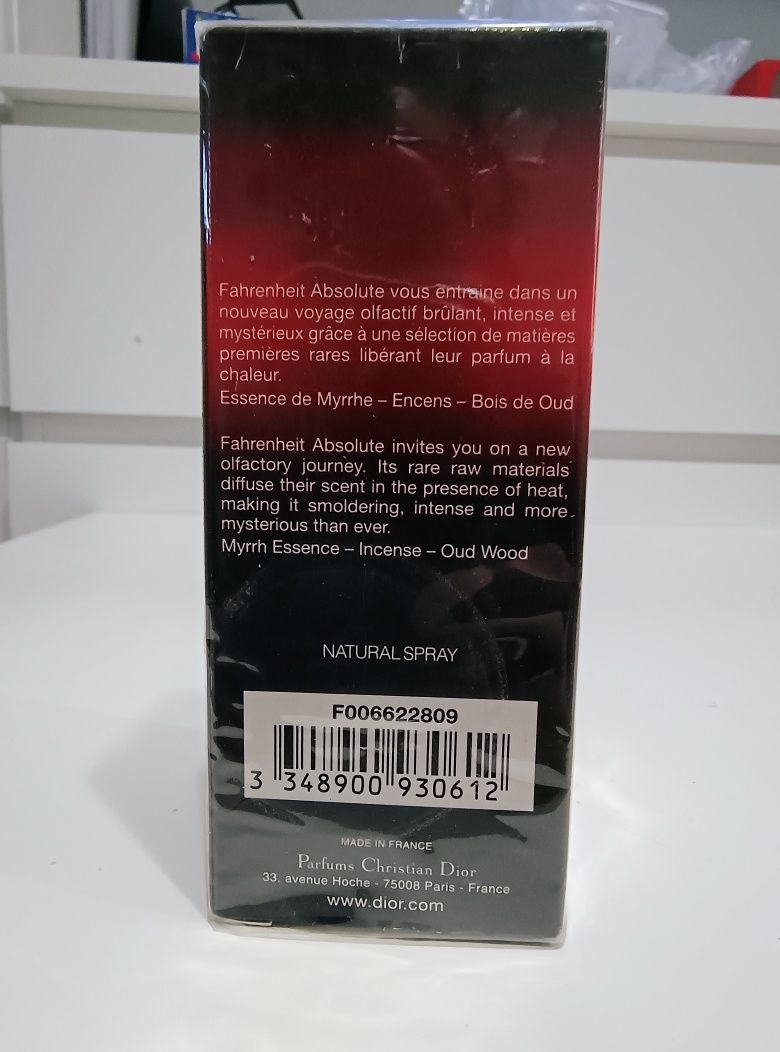 Fahrenheit Absolute vous entraine dans un
nouveau voyage olfactif brûlant, intense et
mystérieux grâce à une sélection de matières
premières rares libérant leur parfum à la
chaleur.
Essence de Myrrhe – Encens – Bois de Oud
Fahrenheit Absolute invites you on a new
olfactory journey. Its rare raw materials
diffuse their scent in the presence of heat,
making it smoldering, intense and more
mysterious than ever.
Myrrh Essence – Incense – Oud Wood
NATURAL SPRAY
F006622809
3 348900 930612
MADE IN FRANCE
Parfums Christian Dior
33, avenue Hoche - 75008 Paris - France
www.dior.com